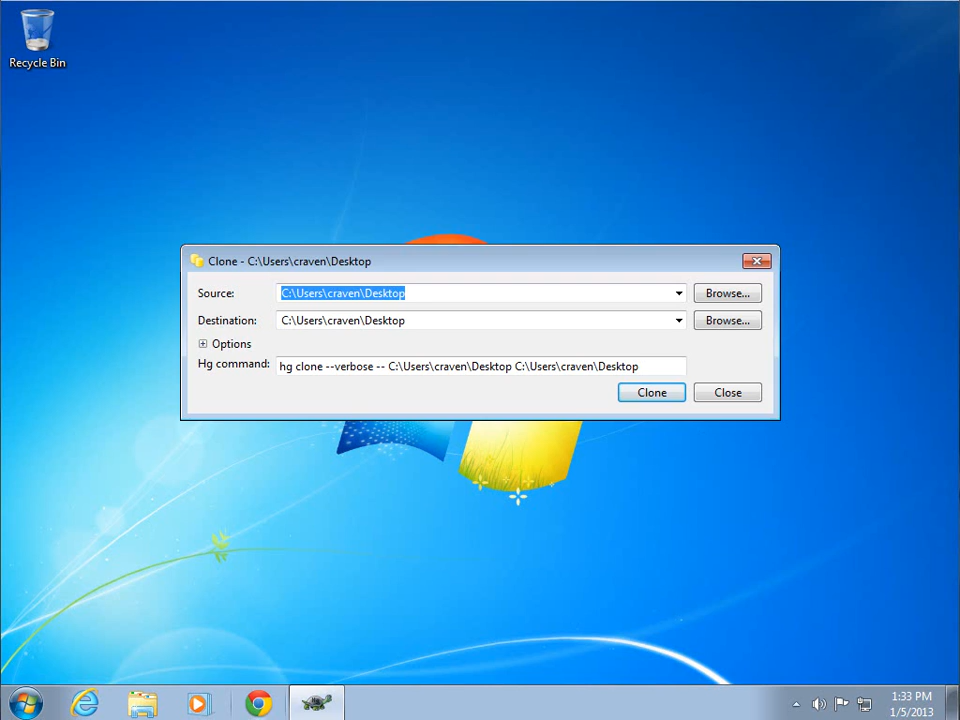 Recycle Bin
Clone - C:\Users\craven\Desktop
Source:
C:\Users\craven\Desktop
Browse...
Destination:
C:\Users\craven\Desktop
Browse...
Options
Hg command:
hg clone --verbose -- C:\Users\craven\Desktop C:\Users\craven\Desktop
Clone
Close
1:33 PM
1/5/2013